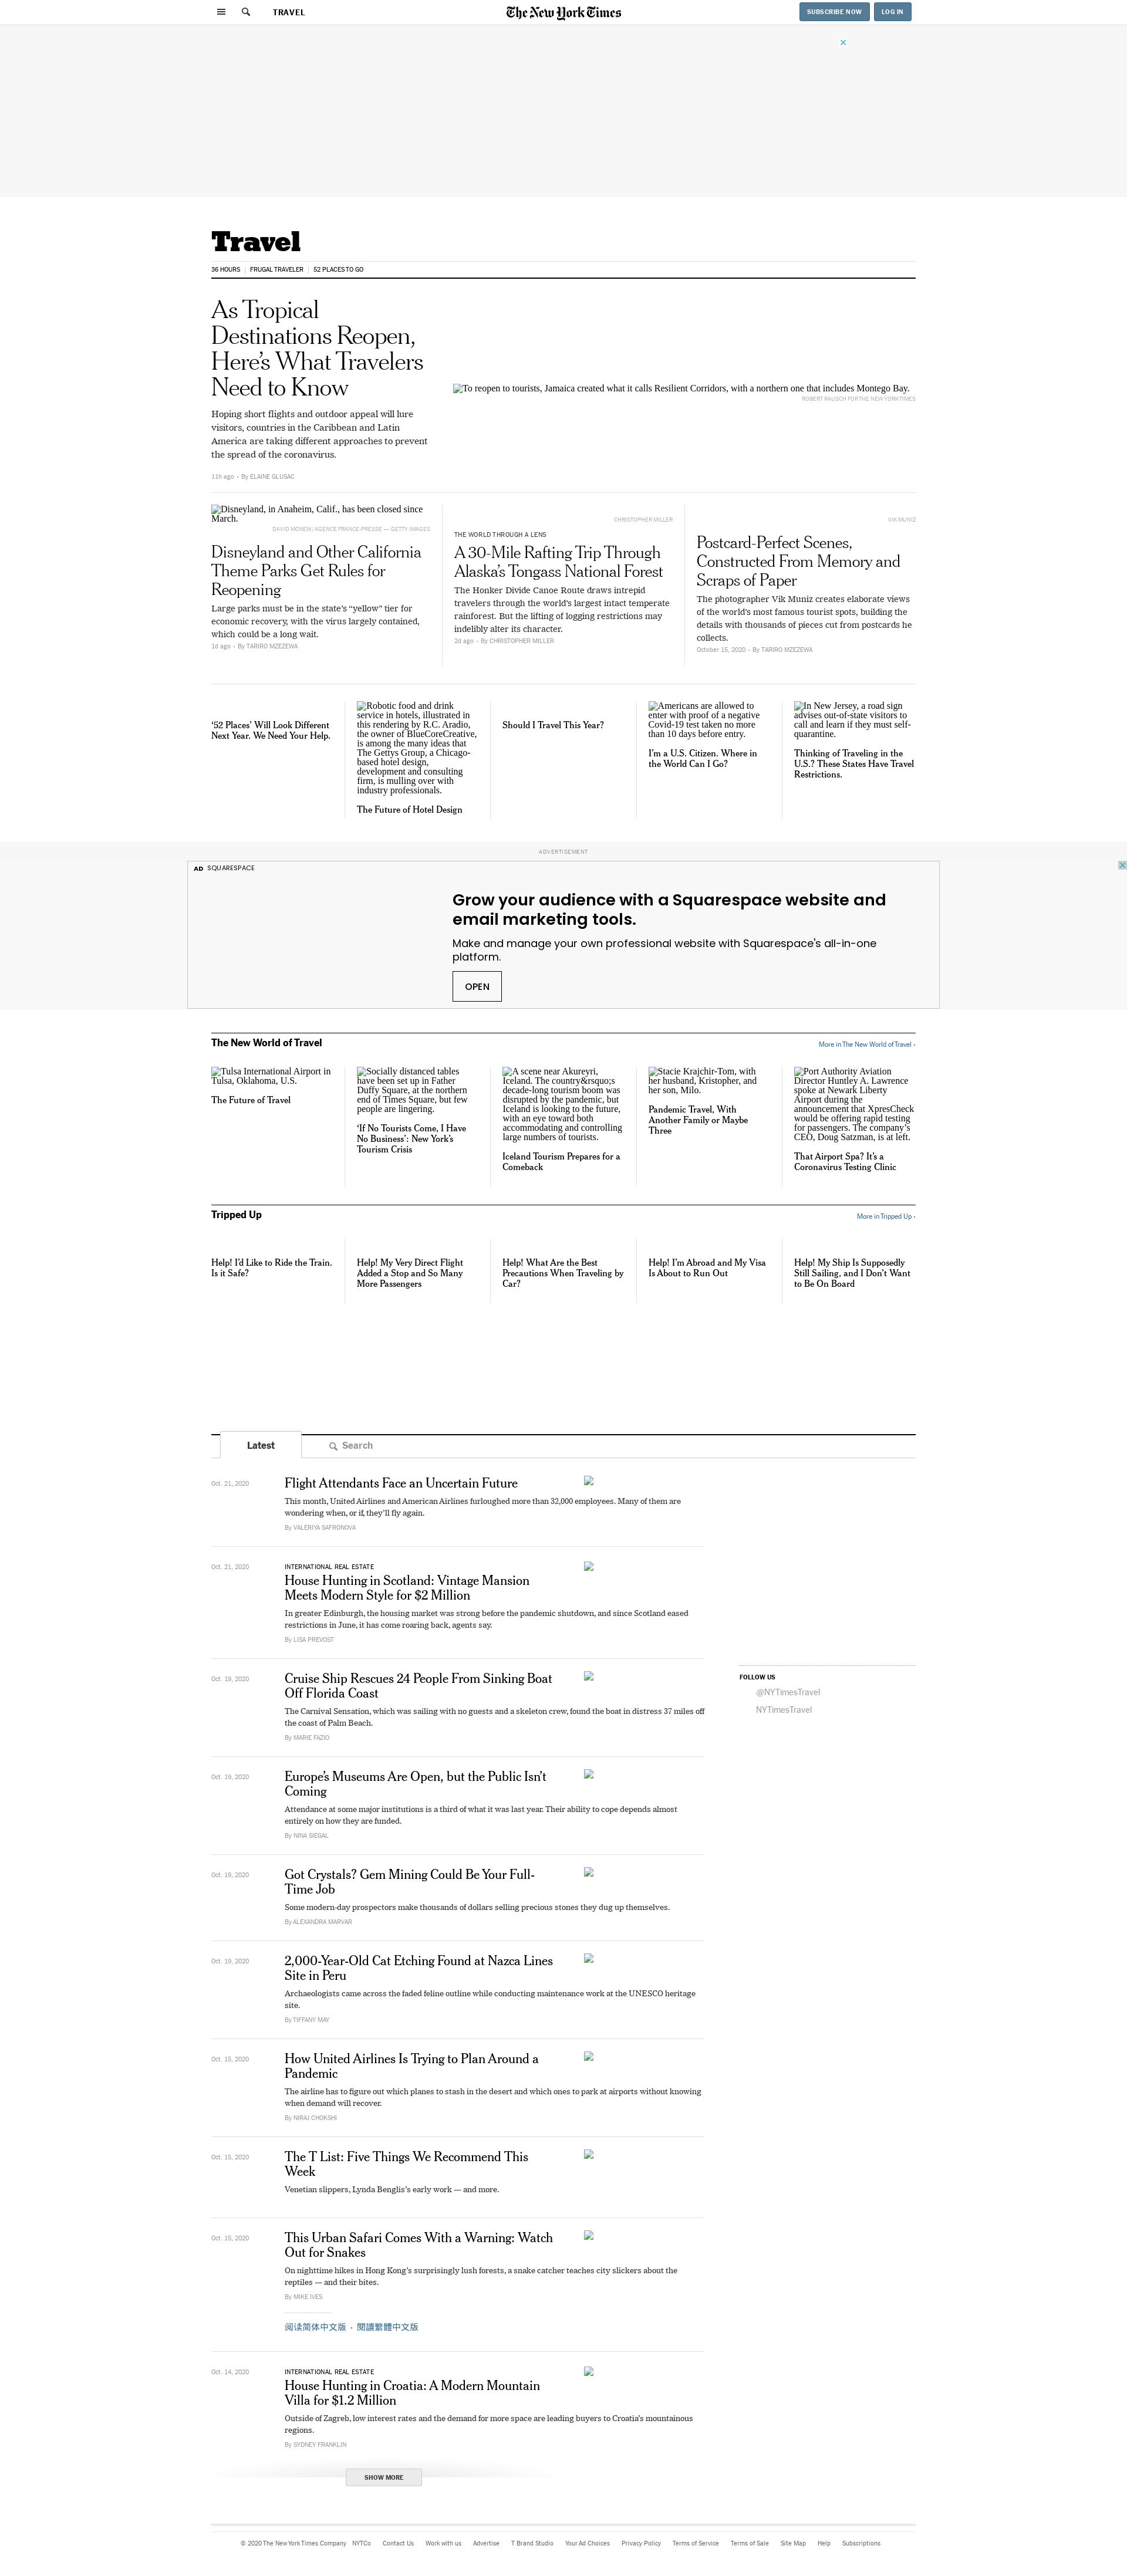 TRAVEL
The New York Times
SUBSCRIBE NOW
LOG IN
Travel
36 HOURS
FRUGAL TRAVELER
52 PLACES TO GO
As Tropical
Destinations Reopen,
Here’s What Travelers
Need to Know
Hoping short flights and outdoor appeal will lure
visitors, countries in the Caribbean and Latin
America are taking different approaches to prevent
the spread of the coronavirus.
11h ago • By ELAINE GLUSAC
To reopen to tourists, Jamaica created what it calls Resilient Corridors, with a northern one that includes Montego Bay.
ROBERT RAUSCH FOR THE NEW YORK TIMES
Disneyland, in Anaheim, Calif., has been closed since
March.
DAVID MCNEW/AGENCE FRANCE-PRESSE — GETTY IMAGES
Disneyland and Other California
Theme Parks Get Rules for
Reopening
Large parks must be in the state’s “yellow” tier for
economic recovery, with the virus largely contained,
which could be a long wait.
1d ago • By TARIRO MZEZEWA
CHRISTOPHER MILLER
THE WORLD THROUGH A LENS
A 30-Mile Rafting Trip Through
Alaska’s Tongass National Forest
The Honker Divide Canoe Route draws intrepid
travelers through the world’s largest intact temperate
rainforest. But the lifting of logging restrictions may
indelibly alter its character.
2d ago • By CHRISTOPHER MILLER
VIK MUNIZ
Postcard-Perfect Scenes,
Constructed From Memory and
Scraps of Paper
The photographer Vik Muniz creates elaborate views
of the world’s most famous tourist spots, building the
details with thousands of pieces cut from postcards he
collects.
October 15, 2020 • By TARIRO MZEZEWA
‘52 Places’ Will Look Different
Next Year. We Need Your Help.
Robotic food and drink
service in hotels, illustrated in
this rendering by R.C. Aradio,
the owner of BlueCoreCreative,
is among the many ideas that
The Gettys Group, a Chicago-
based hotel design,
development and consulting
firm, is mulling over with
industry professionals.
The Future of Hotel Design
Should I Travel This Year?
Americans are allowed to
enter with proof of a negative
Covid-19 test taken no more
than 10 days before entry.
I’m a U.S. Citizen. Where in
the World Can I Go?
In New Jersey, a road sign
advises out-of-state visitors to
call and learn if they must self-
quarantine.
Thinking of Traveling in the
U.S.? These States Have Travel
Restrictions.
ADVERTISEMENT
AD SQUARESPACE
Grow your audience with a Squarespace website and
email marketing tools.
Make and manage your own professional website with Squarespace's all-in-one
platform.
OPEN
The New World of Travel
More in The New World of Travel ›
Tulsa International Airport in
Tulsa, Oklahoma, U.S.
The Future of Travel
Socially distanced tables
have been set up in Father
Duffy Square, at the northern
end of Times Square, but few
people are lingering.
‘If No Tourists Come, I Have
No Business’: New York’s
Tourism Crisis
A scene near Akureyri,
Iceland. The country&rsquo;s
decade-long tourism boom was
disrupted by the pandemic, but
Iceland is looking to the future,
with an eye toward both
accommodating and controlling
large numbers of tourists.
Iceland Tourism Prepares for a
Comeback
Stacie Krajchir-Tom, with
her husband, Kristopher, and
her son, Milo.
Pandemic Travel, With
Another Family or Maybe
Three
Port Authority Aviation
Director Huntley A. Lawrence
spoke at Newark Liberty
Airport during the
announcement that XpresCheck
would be offering rapid testing
for passengers. The company’s
CEO, Doug Satzman, is at left.
That Airport Spa? It’s a
Coronavirus Testing Clinic
Tripped Up
More in Tripped Up ›
Help! I’d Like to Ride the Train.
Is it Safe?
Help! My Very Direct Flight
Added a Stop and So Many
More Passengers
Help! What Are the Best
Precautions When Traveling by
Car?
Help! I’m Abroad and My Visa
Is About to Run Out
Help! My Ship Is Supposedly
Still Sailing, and I Don’t Want
to Be On Board
Latest
Search
Oct. 21, 2020
Flight Attendants Face an Uncertain Future
This month, United Airlines and American Airlines furloughed more than 32,000 employees. Many of them are
wondering when, or if, they’ll fly again.
By VALERIYA SAFRONOVA
Oct. 21, 2020
INTERNATIONAL REAL ESTATE
House Hunting in Scotland: Vintage Mansion
Meets Modern Style for $2 Million
In greater Edinburgh, the housing market was strong before the pandemic shutdown, and since Scotland eased
restrictions in June, it has come roaring back, agents say.
By LISA PREVOST
Oct. 19, 2020
Cruise Ship Rescues 24 People From Sinking Boat
Off Florida Coast
The Carnival Sensation, which was sailing with no guests and a skeleton crew, found the boat in distress 37 miles off
the coast of Palm Beach.
By MARIE FAZIO
FOLLOW US
@NYTimesTravel
NYTimesTravel
Oct. 19, 2020
Europe’s Museums Are Open, but the Public Isn’t
Coming
Attendance at some major institutions is a third of what it was last year. Their ability to cope depends almost
entirely on how they are funded.
By NINA SIEGAL
Oct. 19, 2020
Got Crystals? Gem Mining Could Be Your Full-
Time Job
Some modern-day prospectors make thousands of dollars selling precious stones they dug up themselves.
By ALEXANDRA MARVAR
Oct. 19, 2020
2,000-Year-Old Cat Etching Found at Nazca Lines
Site in Peru
Archaeologists came across the faded feline outline while conducting maintenance work at the UNESCO heritage
site.
By TIFFANY MAY
Oct. 15, 2020
How United Airlines Is Trying to Plan Around a
Pandemic
The airline has to figure out which planes to stash in the desert and which ones to park at airports without knowing
when demand will recover.
By NIRAJ CHOKSHI
Oct. 15, 2020
The T List: Five Things We Recommend This
Week
Venetian slippers, Lynda Benglis’s early work — and more.
Oct. 15, 2020
This Urban Safari Comes With a Warning: Watch
Out for Snakes
On nighttime hikes in Hong Kong’s surprisingly lush forests, a snake catcher teaches city slickers about the
reptiles — and their bites.
By MIKE IVES
阅读简体中文版 • 閱讀繁體中文版
Oct. 14, 2020
INTERNATIONAL REAL ESTATE
House Hunting in Croatia: A Modern Mountain
Villa for $1.2 Million
Outside of Zagreb, low interest rates and the demand for more space are leading buyers to Croatia’s mountainous
regions.
By SYDNEY FRANKLIN
SHOW MORE
© 2020 The New York Times Company NYTCo Contact Us Work with us Advertise T Brand Studio Your Ad Choices Privacy Policy Terms of Service Terms of Sale Site Map Help Subscriptions